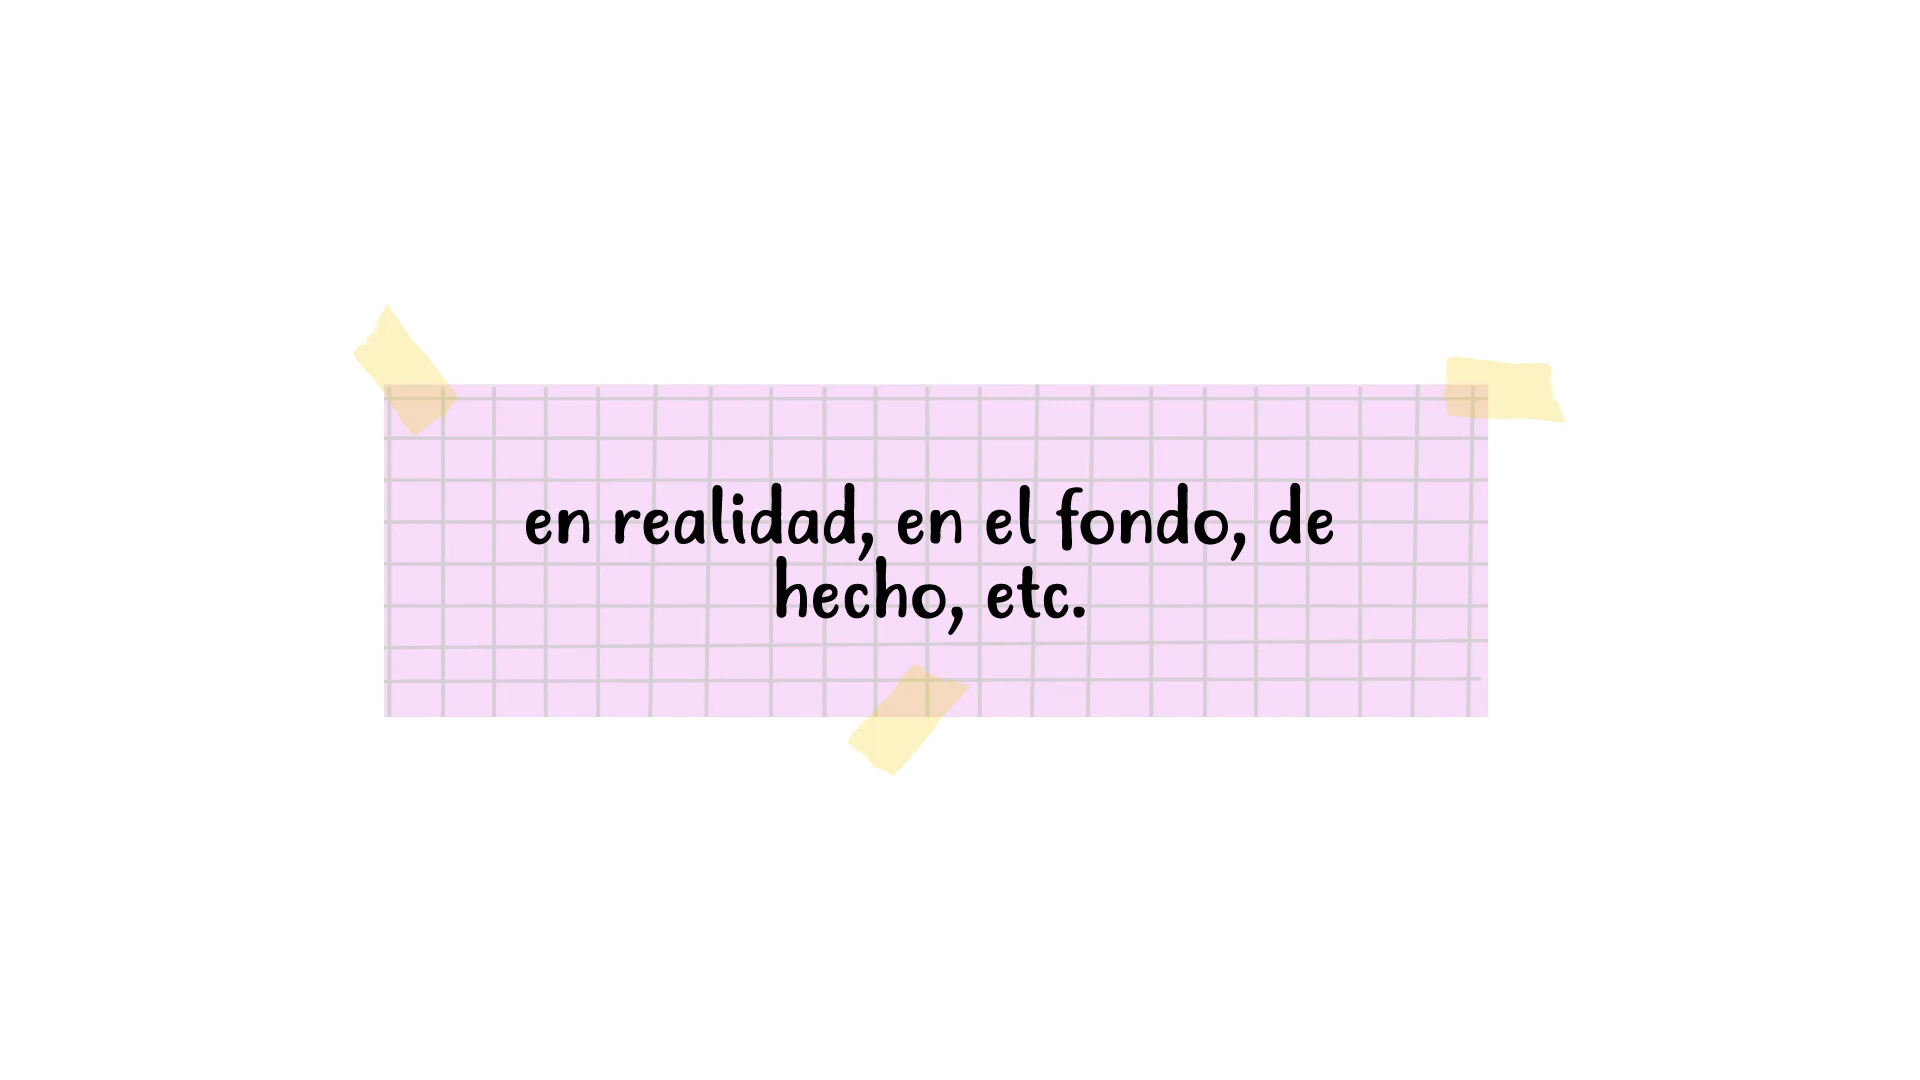 en realidad, en el fondo, de
hecho, etc.